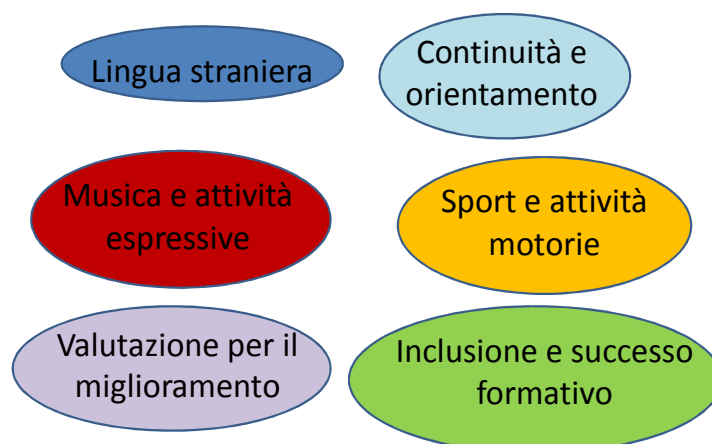 Lingua straniera
Continuità e
orientamento
Musica e attività
espressive
Sport e attività
motorie
Valutazione per il
miglioramento
Inclusione e successo
formativo